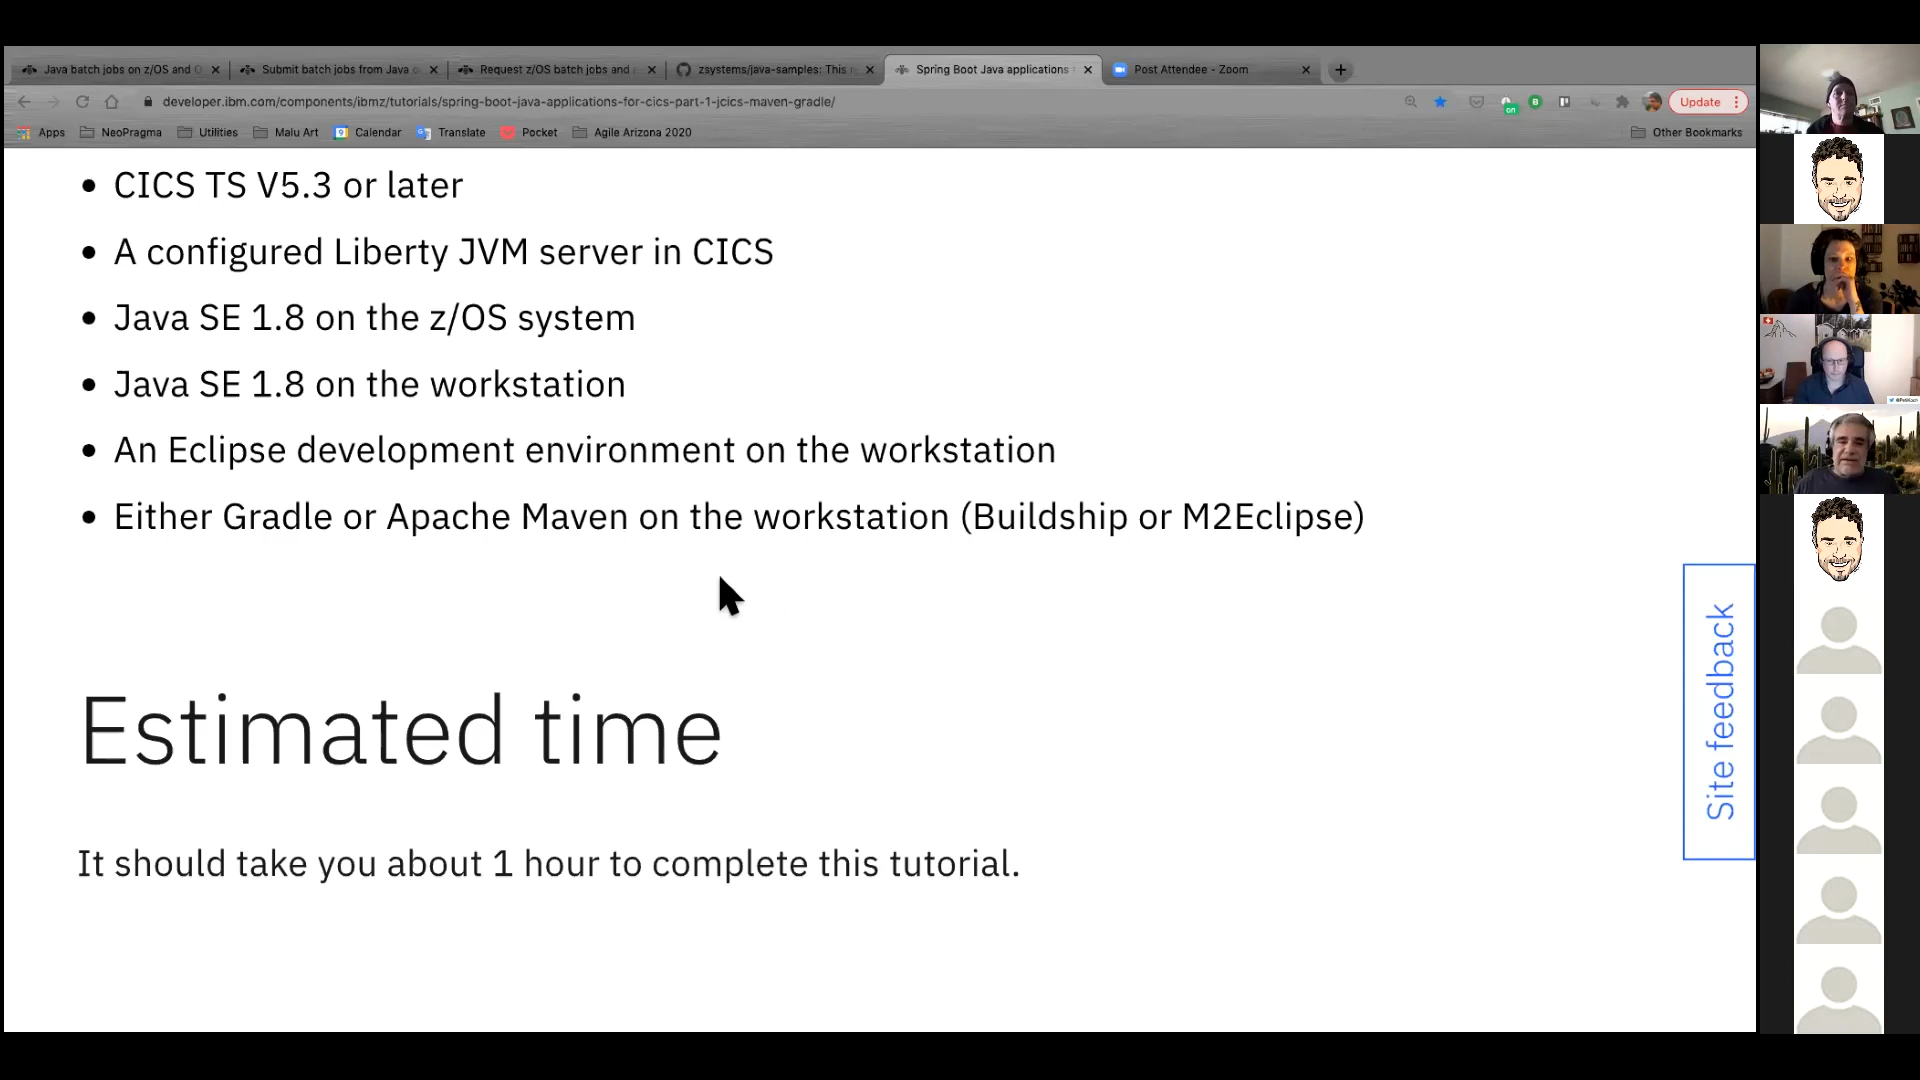 Java batch jobs on z/OS and
Submit batch jobs from Java
Request z/OS batch jobs and
zsystems/java-samples: This
Spring Boot Java applications
Post Attendee - Zoom
developer.ibm.com/components/ibmz/tutorials/spring-boot-java-applications-for-cics-part-1-jcics-maven-gradle/
on
B
Update
Apps
NeoPragma
Utilities
Malu Art
Calendar
Translate
Pocket
Agile Arizona 2020
Other Bookmarks
• CICS TS V5.3 or later
• A configured Liberty JVM server in CICS
• Java SE 1.8 on the z/OS system
• Java SE 1.8 on the workstation
• An Eclipse development environment on the workstation
• Either Gradle or Apache Maven on the workstation (Buildship or M2Eclipse)
Site feedback
Estimated time
It should take you about 1 hour to complete this tutorial.